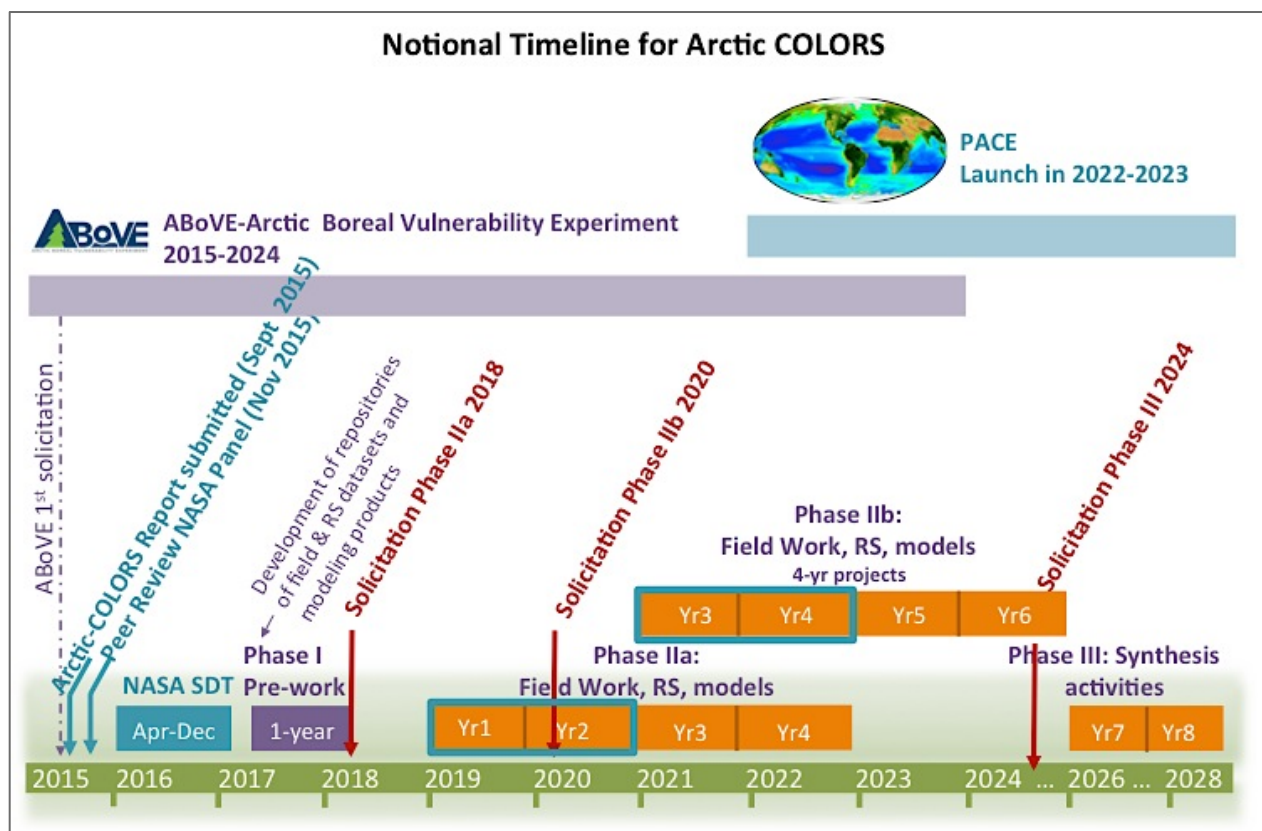 Notional Timeline for Arctic COLORS
PACE
Launch in 2022-2023
ABoVE
ABoVE-Arctic Boreal Vulnerability Experiment
2015-2024
ABoVE 1st solicitation
Arctic-COLORS Report submitted (Sept 2015)
Peer Review NASA Panel (Nov 2015)
Development of repositories
of field & RS datasets and
modeling products
Solicitation Phase IIa 2018
Solicitation Phase IIb 2020
Solicitation Phase III 2024
Phase IIb:
Field Work, RS, models
4-yr projects
Yr3 Yr4 Yr5 Yr6
NASA SDT
Apr-Dec
Phase I
Pre-work
1-year
Phase IIa:
Field Work, RS, models
Yr1 Yr2 Yr3 Yr4
Phase III: Synthesis
activities
Yr7 Yr8
2015 2016 2017 2018 2019 2020 2021 2022 2023 2024 ... 2026 ... 2028